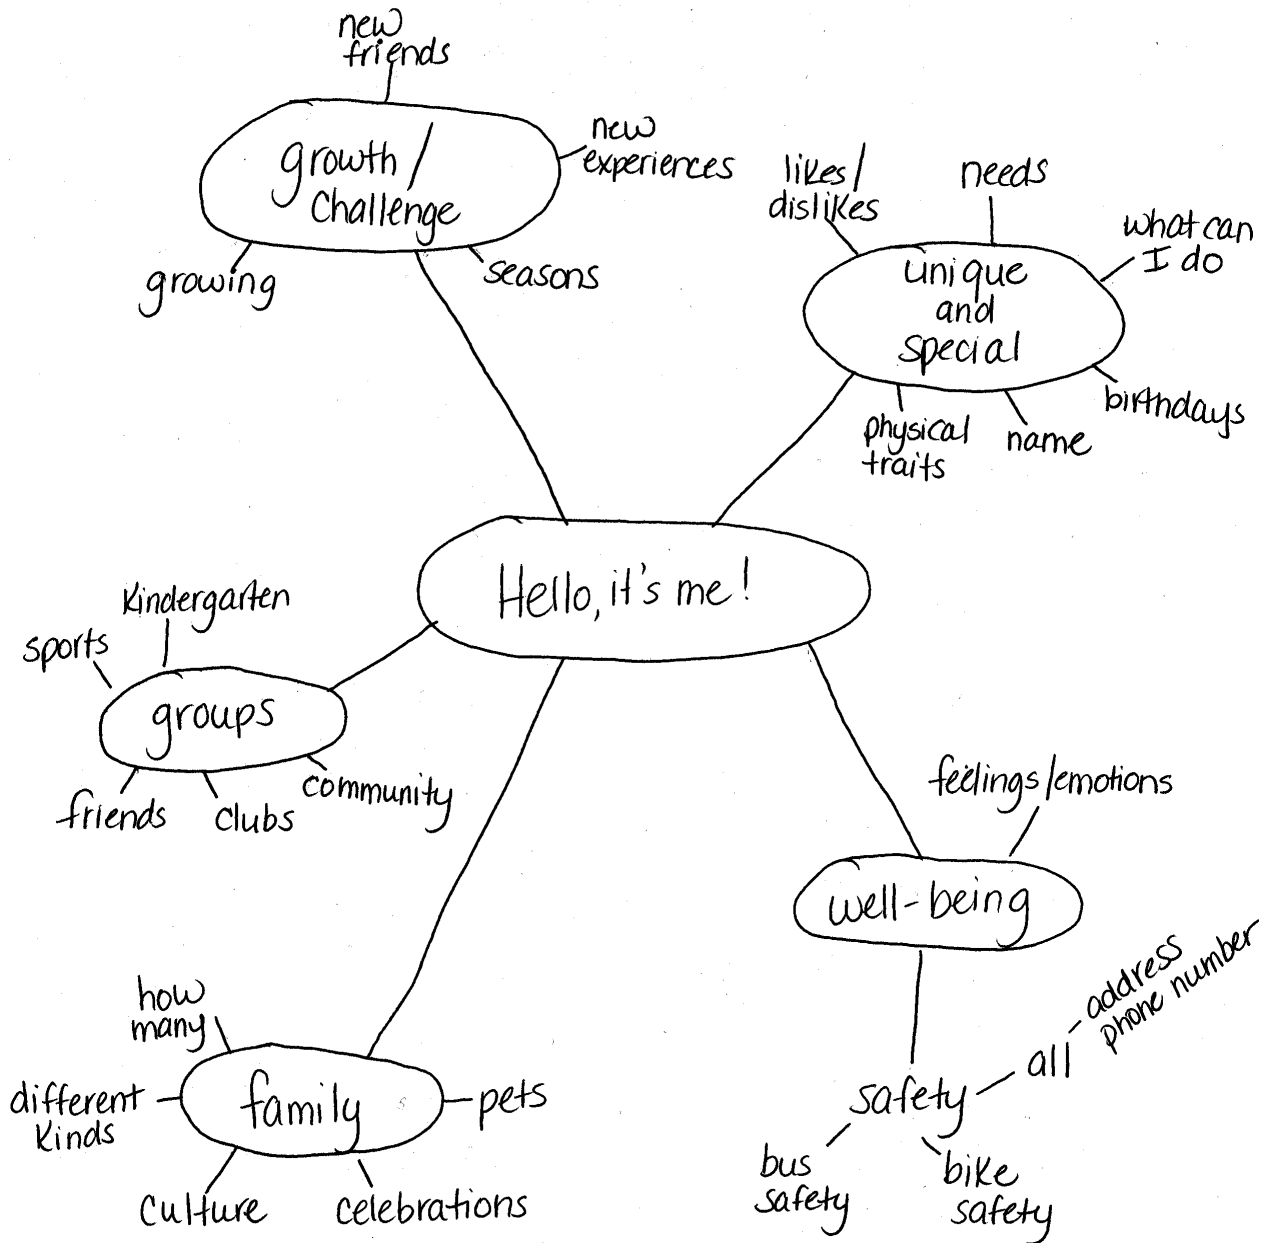 new
friends
growth /
Challenge
new
experiences
growing
seasons
likes/
dislikes
needs
what can
I do
unique
and
special
birthdays
physical
traits
name
Hello, it's me!
Kindergarten
sports
groups
friends
clubs
community
feelings/emotions
well-being
safety
all
address
phone number
bus
safety
bike
safety
how
many
different
kinds
family
pets
culture
celebrations